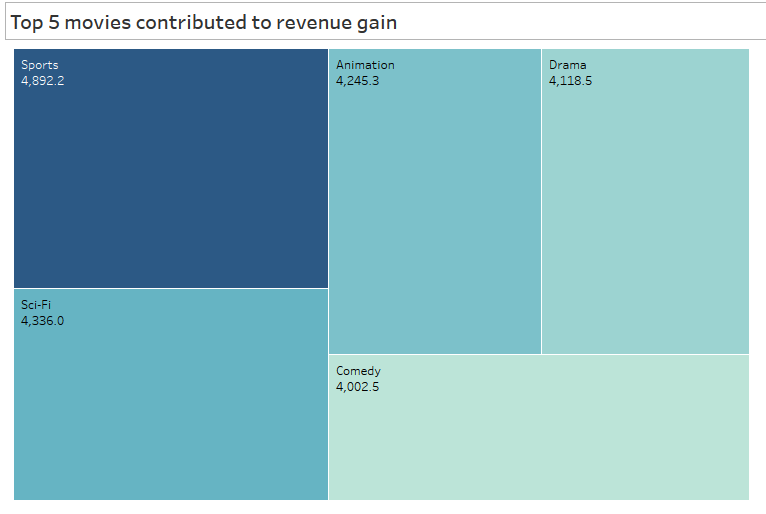 Top 5 movies contributed to revenue gain
Sports
4,892.2
Sci-Fi
4,336.0
Animation
4,245.3
Drama
4,118.5
Comedy
4,002.5